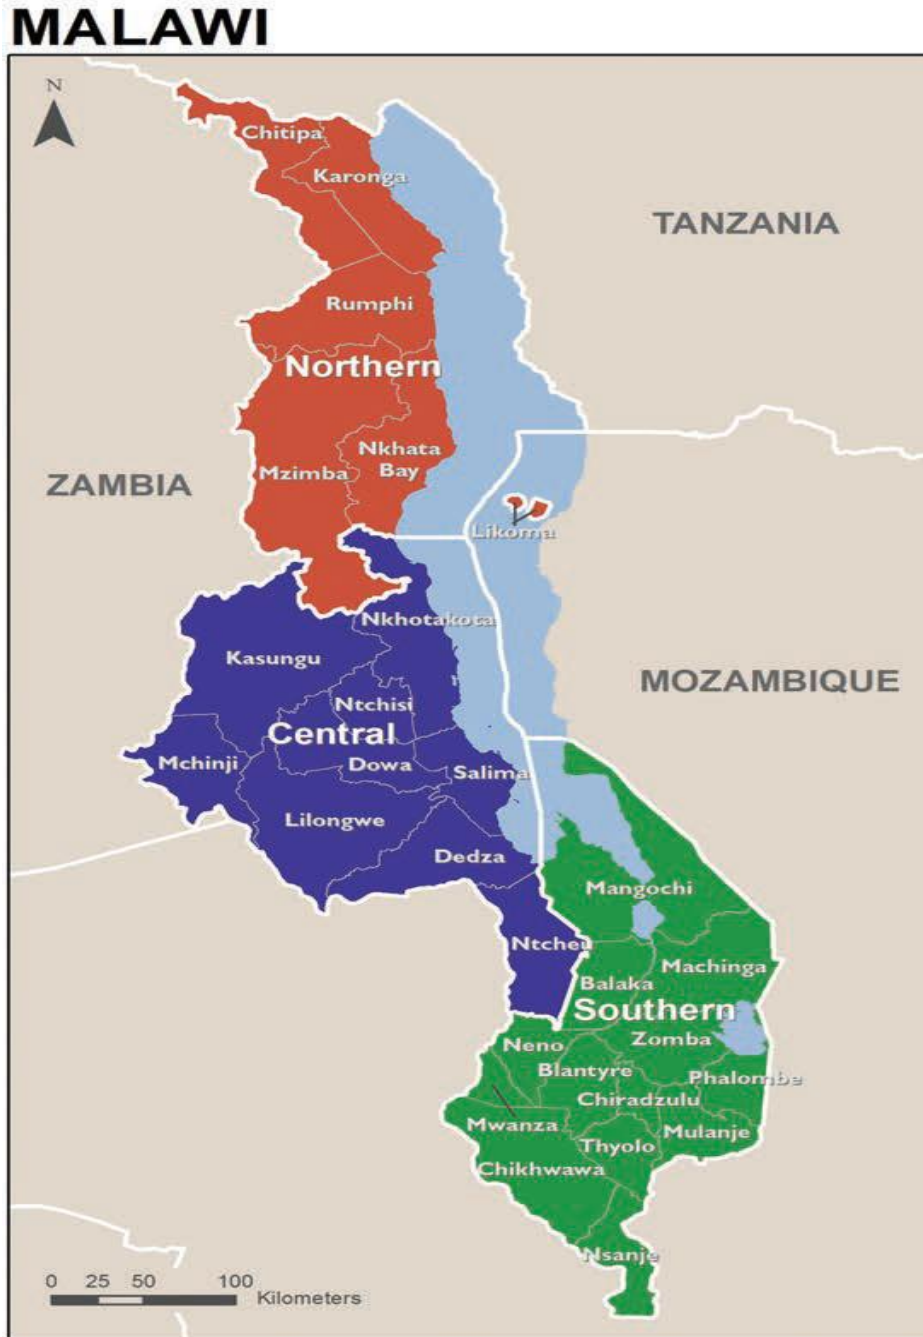 MALAWI
N
Chitipa
Karonga
TANZANIA
Rumphi
Northern
Nkhata
Bay
Mzimba
ZAMBIA
Likoma
Nkhotakota
Kasungu
MOZAMBIQUE
Ntchisi
Central
Mchinji
Dowa
Salima
Lilongwe
Dedza
Mangochi
Ntcheu
Machinga
Balaka
Southern
Zomba
Neno
Blantyre
Phalombe
Chiradzulu
Mwanza
Mulanje
Thyolo
Chikhwawa
Nsanje
0 25 50 100
Kilometers